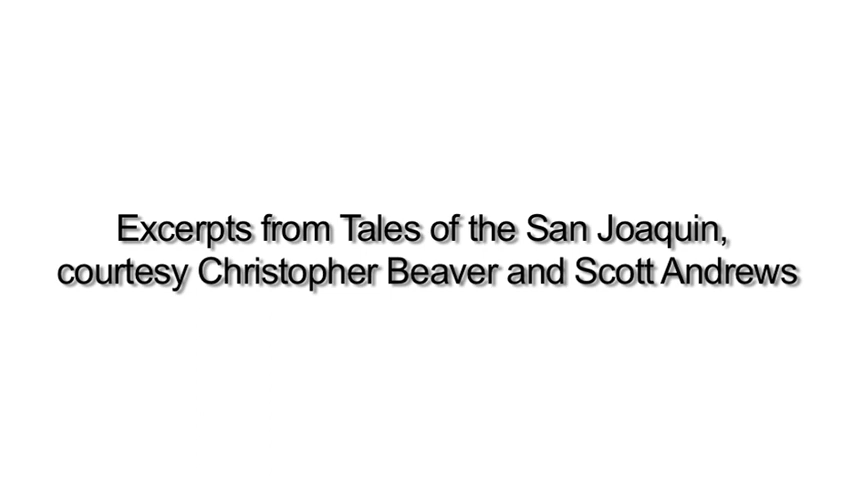 Excerpts from Tales of the San Joaquin,
courtesy Christopher Beaver and Scott Andrews